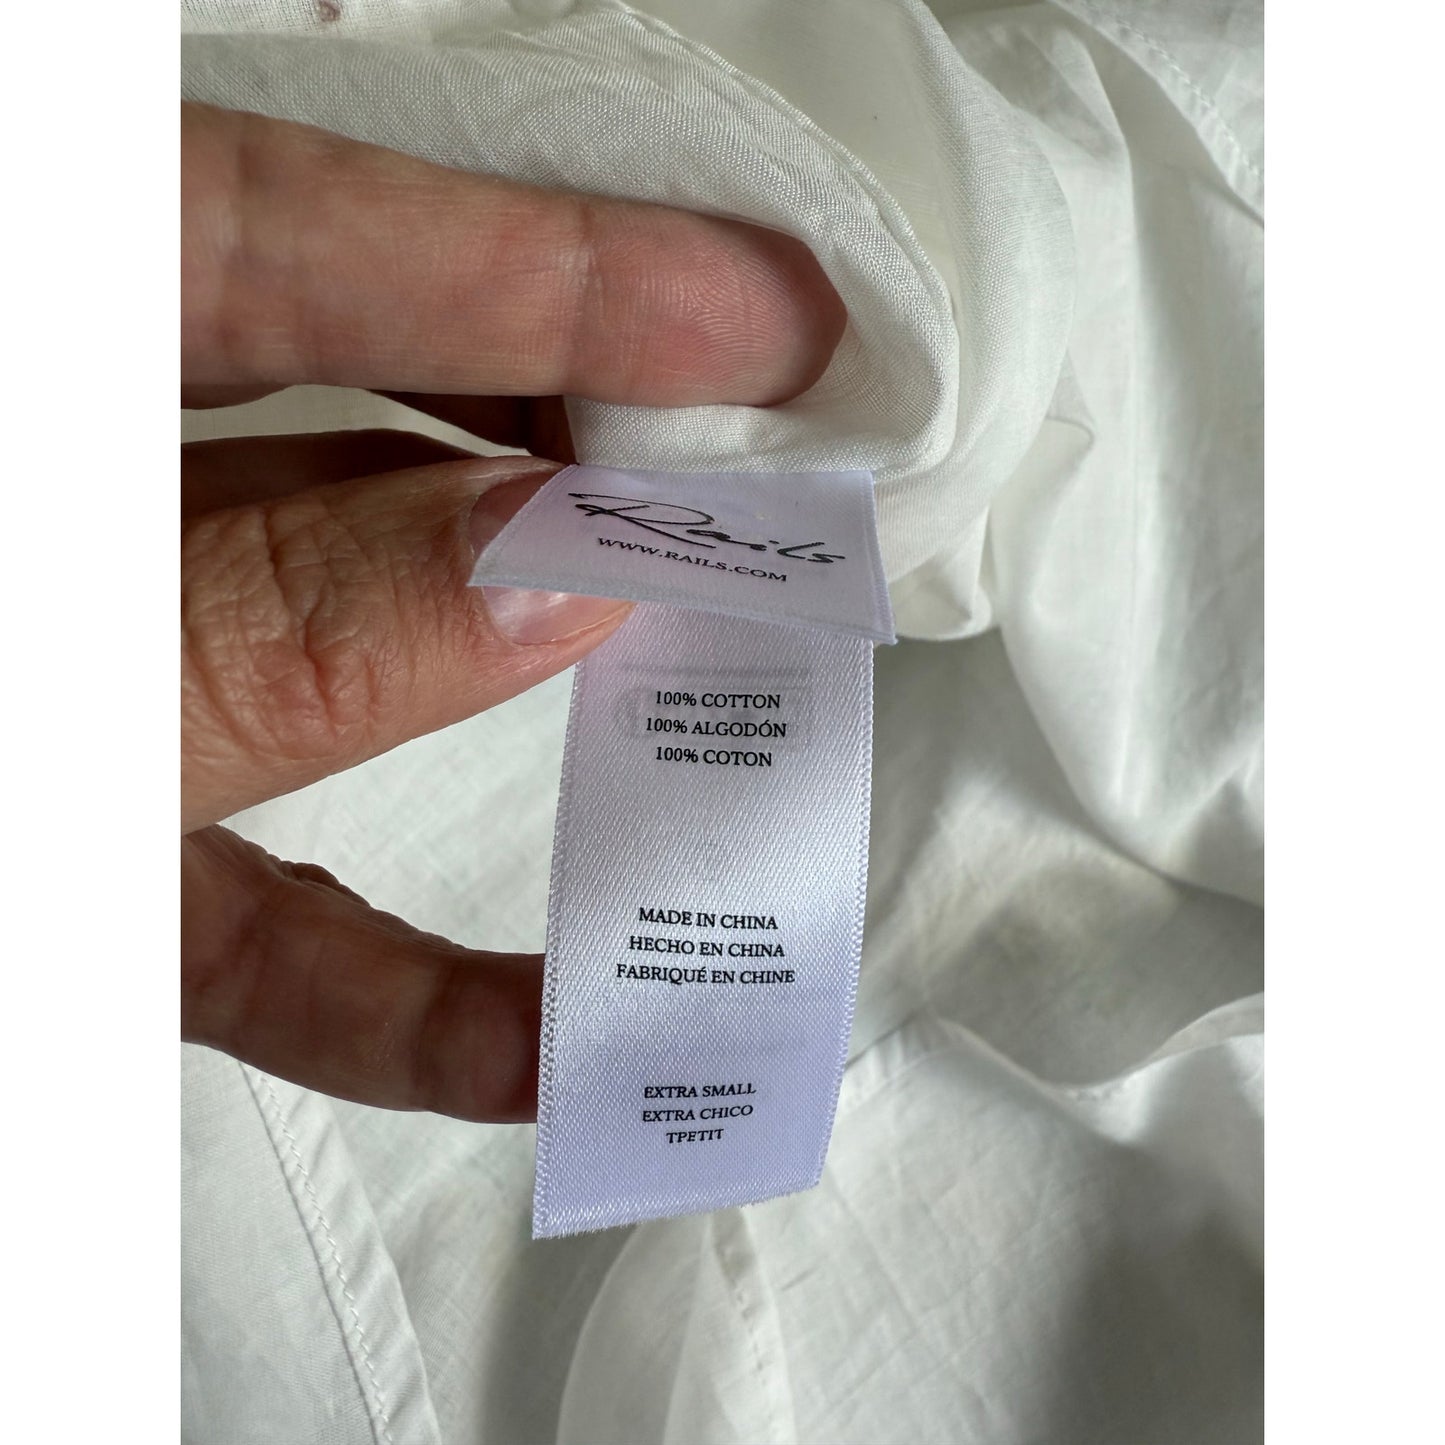 Rails
WWW.RAILS.COM
100% COTTON
100% ALGODÓN
100% COTON
MADE IN CHINA
HECHO EN CHINA
FABRIQUÉ EN CHINE
EXTRA SMALL
EXTRA CHICO
TPETIT